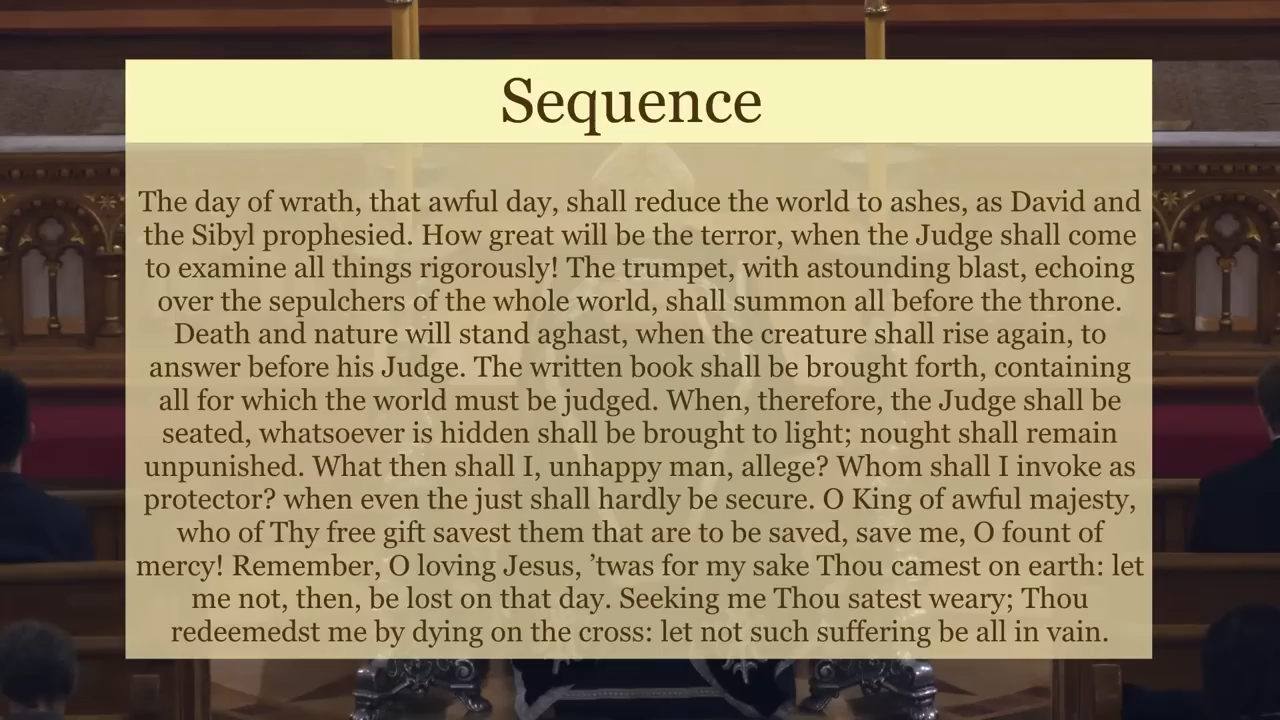 Sequence
The day of wrath, that awful day, shall reduce the world to ashes, as David and
the Sibyl prophesied. How great will be the terror, when the Judge shall come
to examine all things rigorously! The trumpet, with astounding blast, echoing
over the sepulchers of the whole world, shall summon all before the throne.
Death and nature will stand aghast, when the creature shall rise again, to
answer before his Judge. The written book shall be brought forth, containing
all for which the world must be judged. When, therefore, the Judge shall be
seated, whatsoever is hidden shall be brought to light; nought shall remain
unpunished. What then shall I, unhappy man, allege? Whom shall I invoke as
protector? when even the just shall hardly be secure. O King of awful majesty,
who of Thy free gift savest them that are to be saved, save me, O fount of
mercy! Remember, O loving Jesus, ’twas for my sake Thou camest on earth: let
me not, then, be lost on that day. Seeking me Thou satest weary; Thou
redeemedst me by dying on the cross: let not such suffering be all in vain.